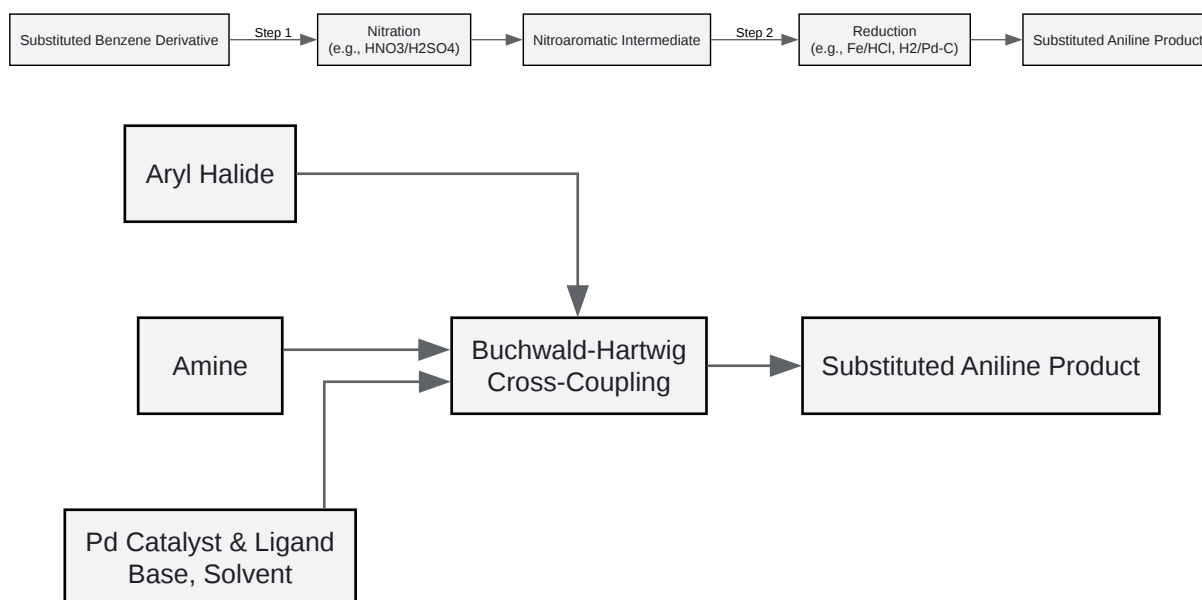 Substituted Benzene Derivative
Step 1
Nitration
(e.g., HNO3/H2SO4)
Nitroaromatic Intermediate
Step 2
Reduction
(e.g., Fe/HCl, H2/Pd-C)
Substituted Aniline Product
Aryl Halide
Amine
Buchwald-Hartwig
Cross-Coupling
Substituted Aniline Product
Pd Catalyst & Ligand
Base, Solvent